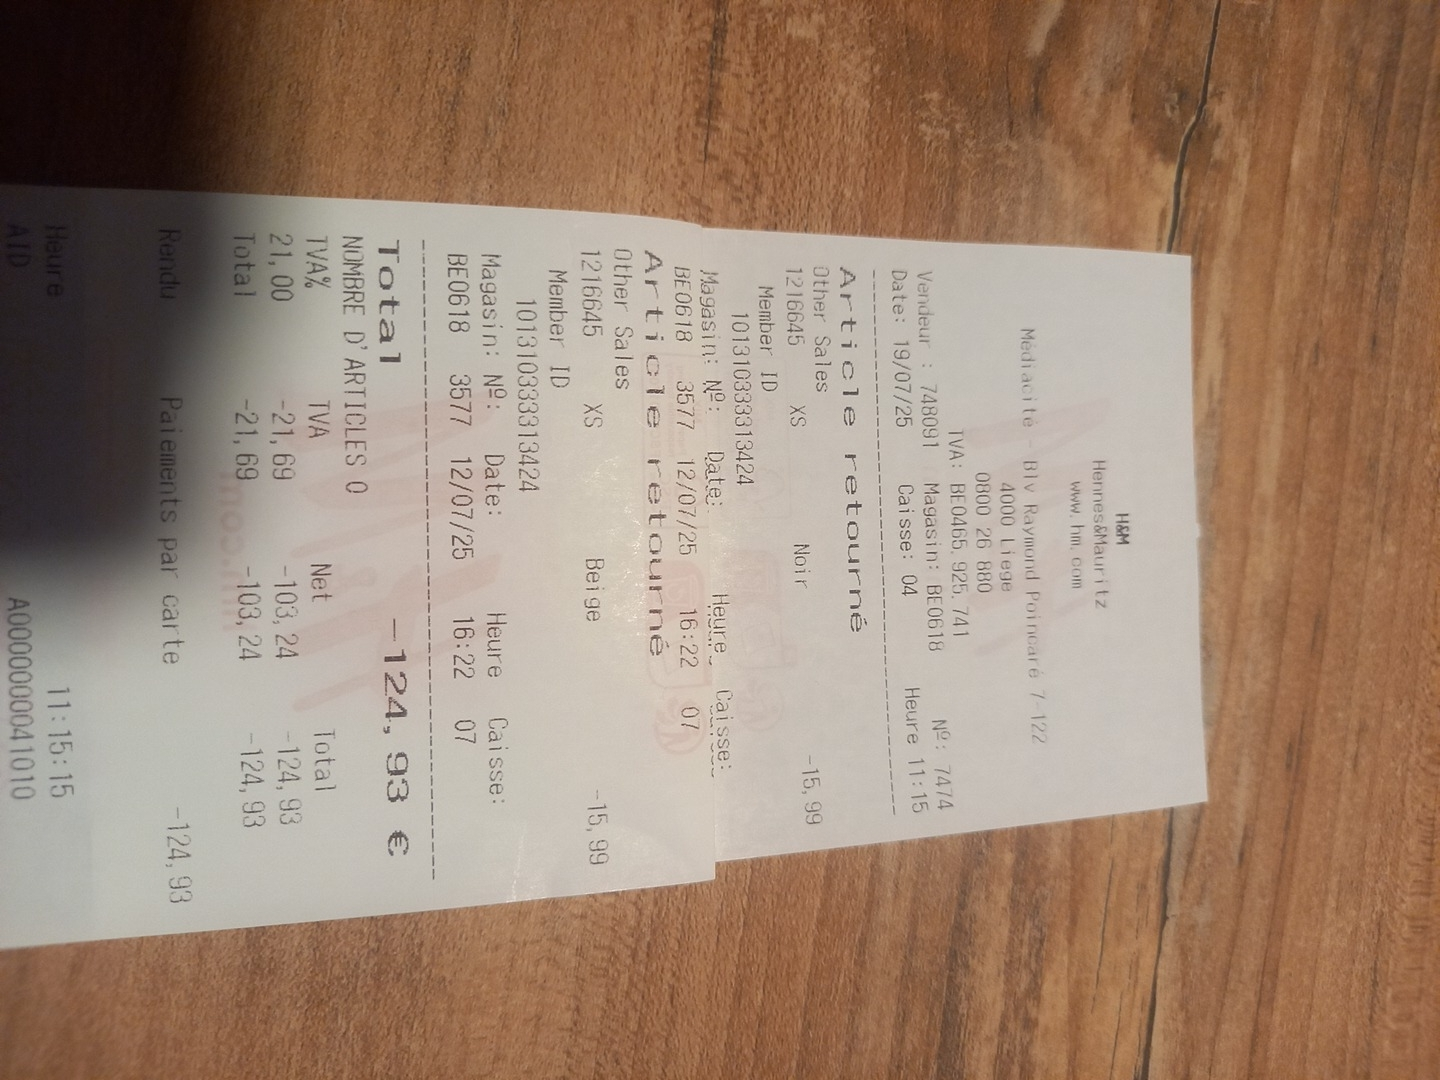 H&M
Hennes&Mauritz
www.hm.com
Médiacité - Blv Raymond Poincaré 7-122
4000 Liege
0800 26 880
TVA: BE0465.925.741
Vendeur : 748091 Magasin: BE0618 Nº: 7474
Date: 19/07/25 Caisse: 04 Heure 11:15
Article retourné
Other Sales
1216645 XS Noir -15,99
Member ID
1013103333313424
Magasin: Nº: Date: Heure Caisse:
BE0618 3577 12/07/25 16:22 07
Article retourné
Other Sales
1216645 XS Beige -15,99
Member ID
1013103333313424
Magasin: Nº: Date: Heure Caisse:
BE0618 3577 12/07/25 16:22 07
Total -124,93 €
NOMBRE D'ARTICLES 0
TVA% TVA Net Total
21,00 -21,69 -103,24 -124,93
Total -21,69 -103,24 -124,93
Rendu Paiements par carte -124,93
Heure 11:15:15
AID A0000000041010